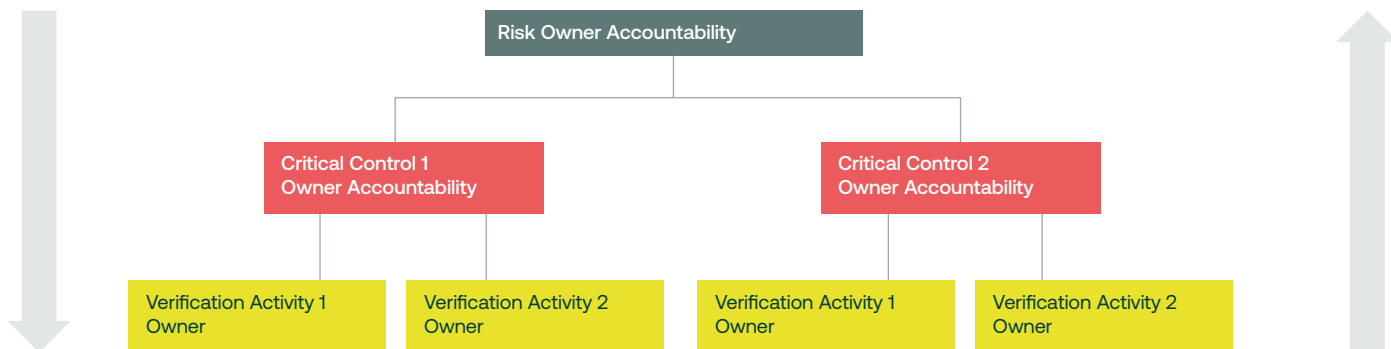 Risk Owner Accountability
Critical Control 1
Owner Accountability
Critical Control 2
Owner Accountability
Verification Activity 1
Owner
Verification Activity 2
Owner
Verification Activity 1
Owner
Verification Activity 2
Owner